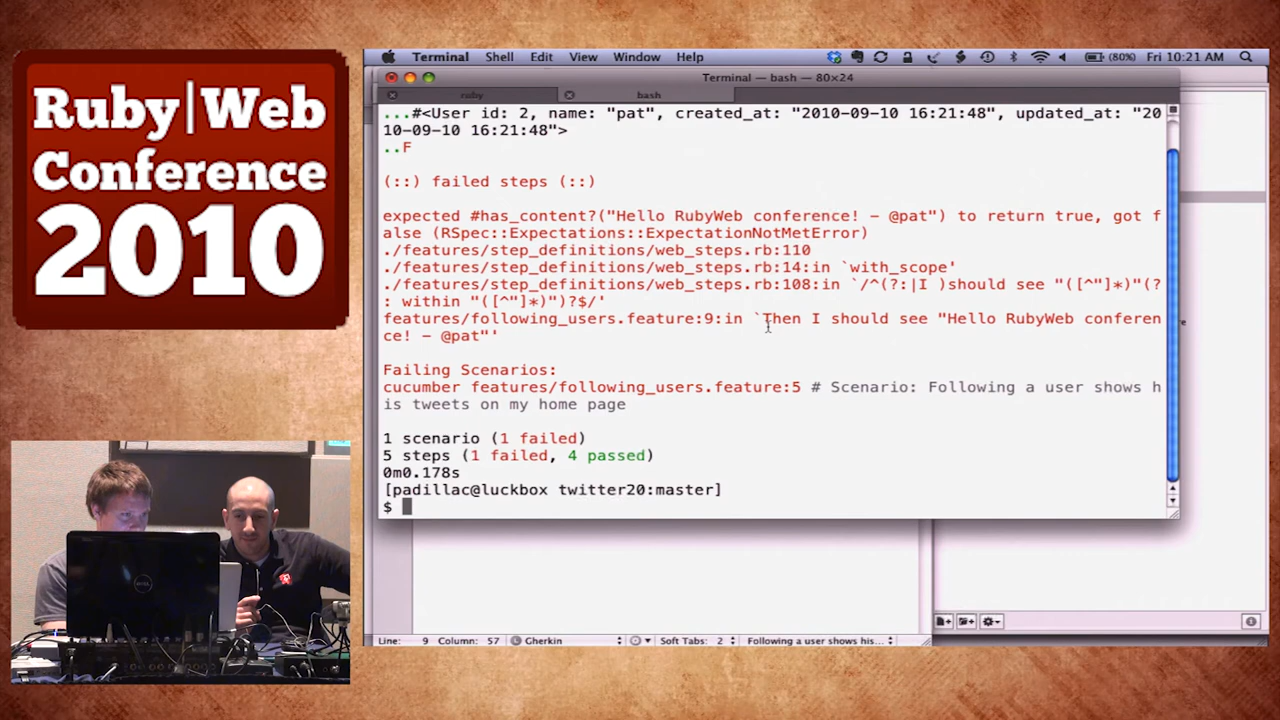 Ruby|Web
Conference
2010
Terminal Shell Edit View Window Help (80%) Fri 10:21 AM
Terminal — bash — 80×24
ruby bash
...#<User id: 2, name: "pat", created_at: "2010-09-10 16:21:48", updated_at: "20
10-09-10 16:21:48">
..F
(::) failed steps (::)
expected #has_content?("Hello RubyWeb conference! - @pat") to return true, got f
alse (RSpec::Expectations::ExpectationNotMetError)
./features/step_definitions/web_steps.rb:110
./features/step_definitions/web_steps.rb:14:in `with_scope'
./features/step_definitions/web_steps.rb:108:in `/^(?:|I )should see "([^"]*)"(?
: within "([^"]*)")?$/'
features/following_users.feature:9:in `Then I should see "Hello RubyWeb conferen
ce! - @pat"'
Failing Scenarios:
cucumber features/following_users.feature:5 # Scenario: Following a user shows h
is tweets on my home page
1 scenario (1 failed)
5 steps (1 failed, 4 passed)
0m0.178s
[padillac@luckbox twitter20:master]
$
Line: 9 Column: 57 Gherkin Soft Tabs: 2 Following a user shows his...